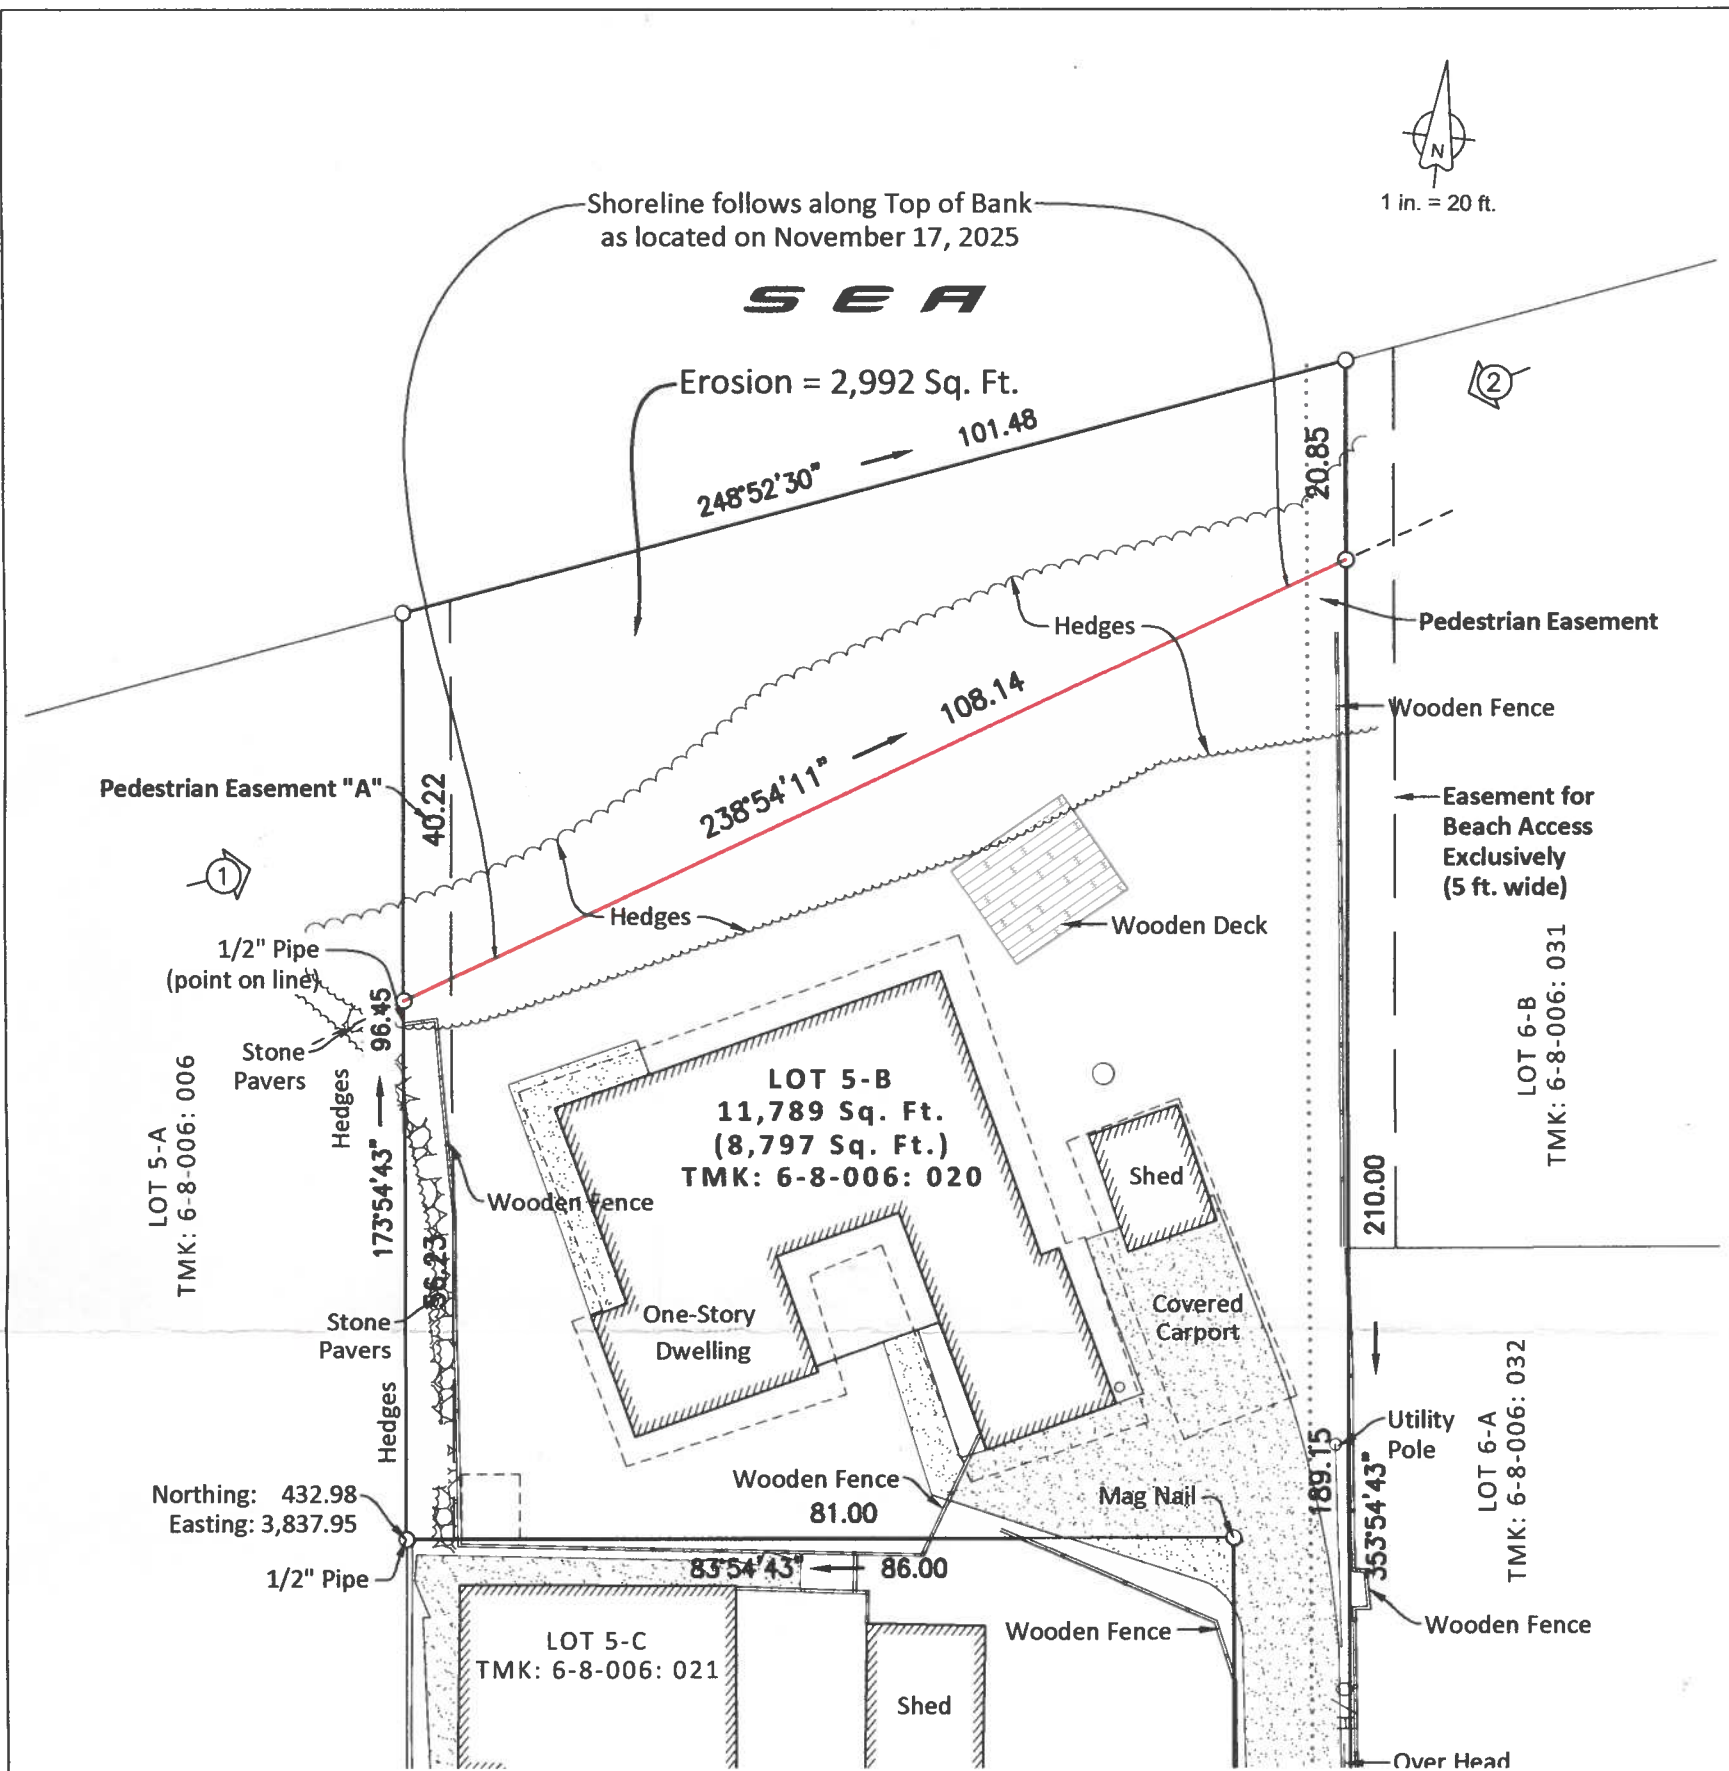 N
1 in. = 20 ft.
Shoreline follows along Top of Bank
as located on November 17, 2025
SEA
Erosion = 2,992 Sq. Ft.
101.48
248°52'30"
2
20.85
Hedges
Pedestrian Easement
108.14
238°54'11"
Wooden Fence
Pedestrian Easement "A"
40.22
Easement for
Beach Access
Exclusively
(5 ft. wide)
1
Hedges
Wooden Deck
1/2" Pipe
(point on line)
96.45
Stone
Pavers
Hedges
LOT 5-A
TMK: 6-8-006: 006
173°54'43"
LOT 5-B
11,789 Sq. Ft.
(8,797 Sq. Ft.)
TMK: 6-8-006: 020
Shed
LOT 6-B
TMK: 6-8-006: 031
210.00
Wooden Fence
56.23
Stone
Pavers
One-Story
Dwelling
Covered
Carport
Hedges
Utility
Pole
LOT 6-A
TMK: 6-8-006: 032
189.15
353°54'43"
Northing: 432.98
Easting: 3,837.95
Wooden Fence
81.00
Mag Nail
1/2" Pipe
83°54'43"
86.00
Wooden Fence
Wooden Fence
LOT 5-C
TMK: 6-8-006: 021
Shed
Over Head